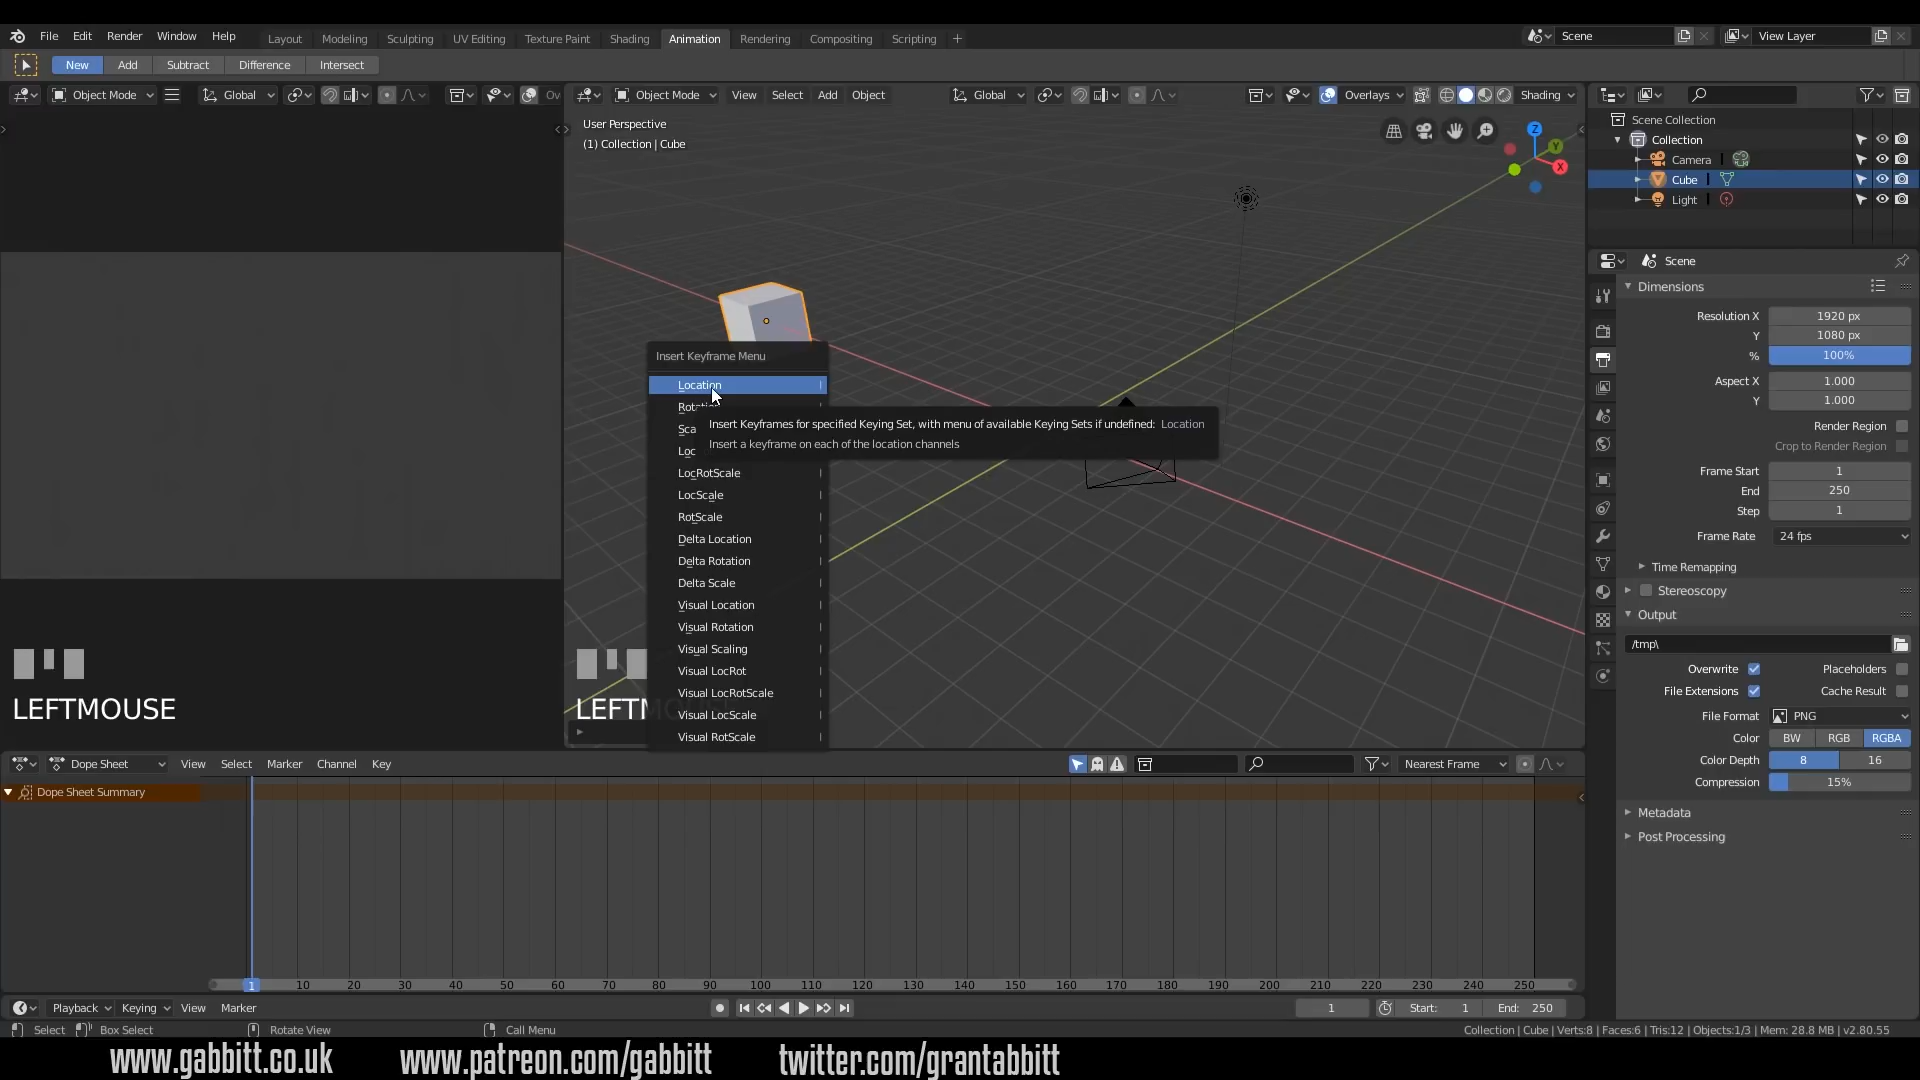 File Edit Render Window Help Layout Modeling Sculpting UV Editing Texture Paint Shading Animation Rendering Compositing Scripting + Scene View Layer
New Add Subtract Difference Intersect
Object Mode Global Ov
Object Mode View Select Add Object Global Overlays Shading
User Perspective
(1) Collection | Cube
Z
Y
X
Scene Collection
Collection
Camera
Cube
Light
Scene
Dimensions
Resolution X 1920 px
Y 1080 px
% 100%
Aspect X 1.000
Y 1.000
Render Region
Crop to Render Region
Frame Start 1
End 250
Step 1
Frame Rate 24 fps
Time Remapping
Stereoscopy
Output
/tmp\
Overwrite Placeholders
File Extensions Cache Result
File Format PNG
Color BW RGB RGBA
Color Depth 8 16
Compression 15%
Metadata
Post Processing
Insert Keyframe Menu
Location
Insert Keyframes for specified Keying Set, with menu of available Keying Sets if undefined: Location
Insert a keyframe on each of the location channels
LocRotScale
LocScale
RotScale
Delta Location
Delta Rotation
Delta Scale
Visual Location
Visual Rotation
Visual Scaling
Visual LocRot
Visual LocRotScale
Visual LocScale
Visual RotScale
LEFTMOUSE
Dope Sheet View Select Marker Channel Key Nearest Frame
Dope Sheet Summary
1 10 20 30 40 50 60 70 80 90 100 110 120 130 140 150 160 170 180 190 200 210 220 230 240 250
Playback Keying View Marker 1 Start: 1 End: 250
Select Box Select Rotate View Call Menu Collection | Cube | Verts:8 | Faces:6 | Tris:12 | Objects:1/3 | Mem: 28.8 MB | v2.80.55
www.gabbitt.co.uk www.patreon.com/gabbitt twitter.com/grantabbitt